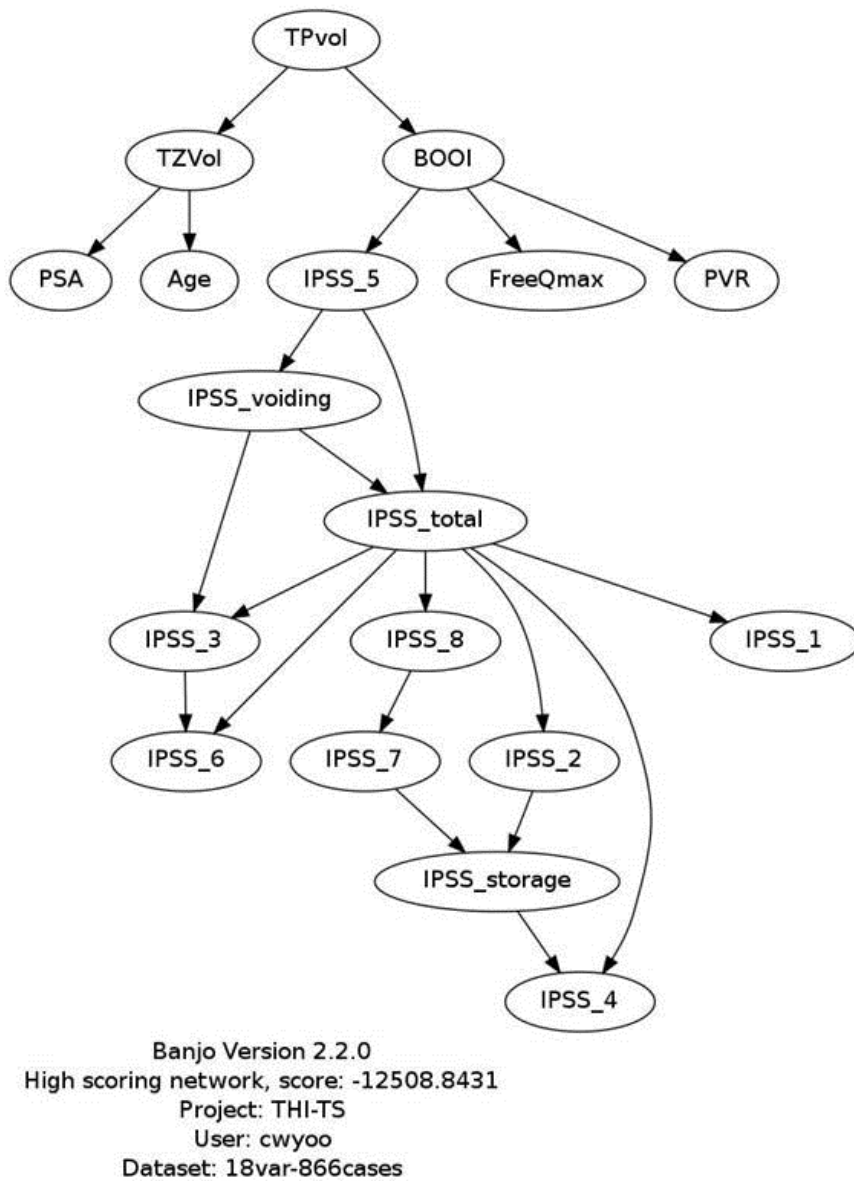 TPvol
TZVol
BOOI
PSA
Age
IPSS_5
FreeQmax
PVR
IPSS_voiding
IPSS_total
IPSS_3
IPSS_8
IPSS_1
IPSS_6
IPSS_7
IPSS_2
IPSS_storage
IPSS_4
Banjo Version 2.2.0
High scoring network, score: -12508.8431
Project: THI-TS
User: cwyoo
Dataset: 18var-866cases